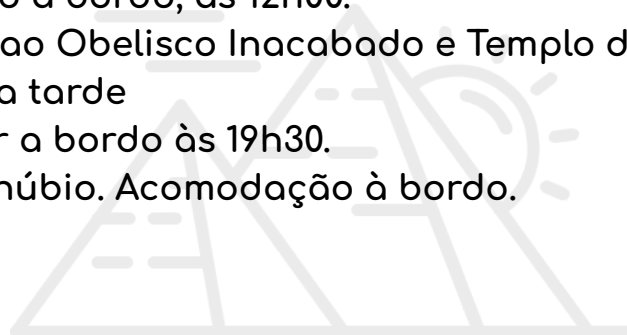 o a bordo, às 12h00.
ao Obelisco Inacabado e Templo d
a tarde
r a bordo às 19h30.
núbio. Acomodação à bordo.